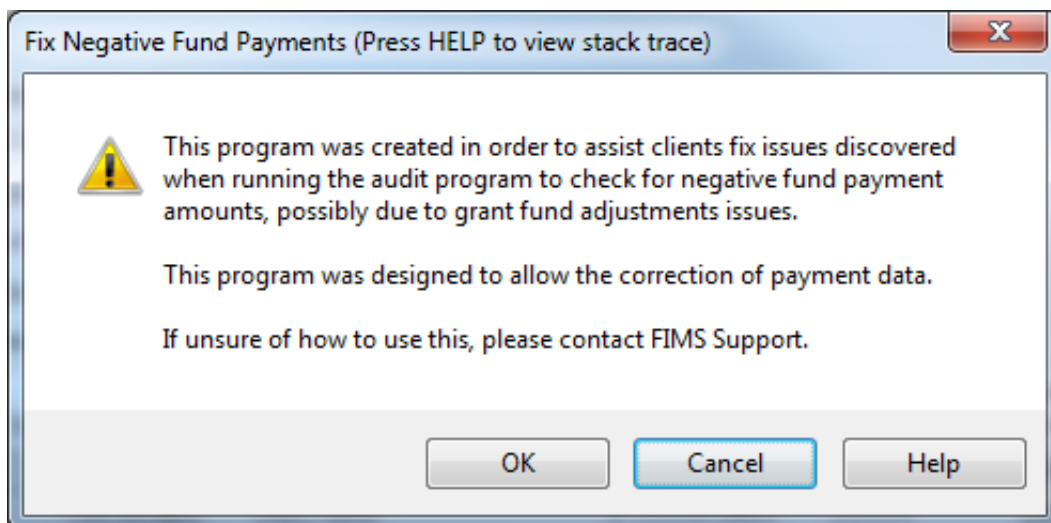 Fix Negative Fund Payments (Press HELP to view stack trace)
This program was created in order to assist clients fix issues discovered
when running the audit program to check for negative fund payment
amounts, possibly due to grant fund adjustments issues.
This program was designed to allow the correction of payment data.
If unsure of how to use this, please contact FIMS Support.
OK Cancel Help